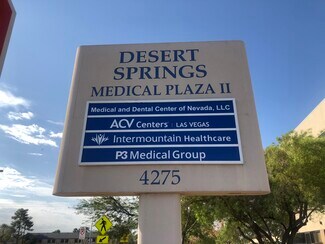 DESERT
SPRINGS
MEDICAL PLAZA II
Medical and Dental Center of Nevada, LLC
ACV Centers - LAS VEGAS
Intermountain Healthcare
P3 Medical Group
4275